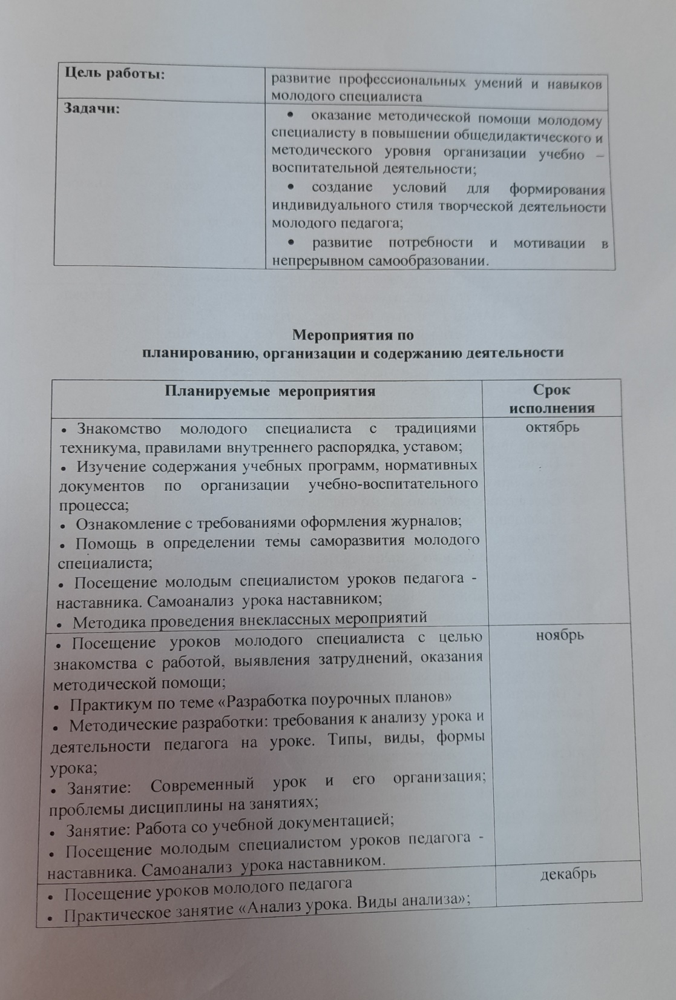 Цель работы:
развитие профессиональных умений и навыков
молодого специалиста
Задачи:
• оказание методической помощи молодому
специалисту в повышении общедидактического и
методического уровня организации учебно –
воспитательной деятельности;
• создание условий для формирования
индивидуального стиля творческой деятельности
молодого педагога;
• развитие потребности и мотивации в
непрерывном самообразовании.
Мероприятия по
планированию, организации и содержанию деятельности
Планируемые мероприятия
Срок
исполнения
• Знакомство молодого специалиста с традициями
техникума, правилами внутреннего распорядка, уставом;
• Изучение содержания учебных программ, нормативных
документов по организации учебно-воспитательного
процесса;
• Ознакомление с требованиями оформления журналов;
• Помощь в определении темы саморазвития молодого
специалиста;
• Посещение молодым специалистом уроков педагога -
наставника. Самоанализ урока наставником;
• Методика проведения внеклассных мероприятий
октябрь
• Посещение уроков молодого специалиста с целью
знакомства с работой, выявления затруднений, оказания
методической помощи;
• Практикум по теме «Разработка поурочных планов»
• Методические разработки: требования к анализу урока и
деятельности педагога на уроке. Типы, виды, формы
урока;
• Занятие: Современный урок и его организация;
проблемы дисциплины на занятиях;
• Занятие: Работа со учебной документацией;
• Посещение молодым специалистом уроков педагога -
наставника. Самоанализ урока наставником.
ноябрь
• Посещение уроков молодого педагога
• Практическое занятие «Анализ урока. Виды анализа»;
декабрь